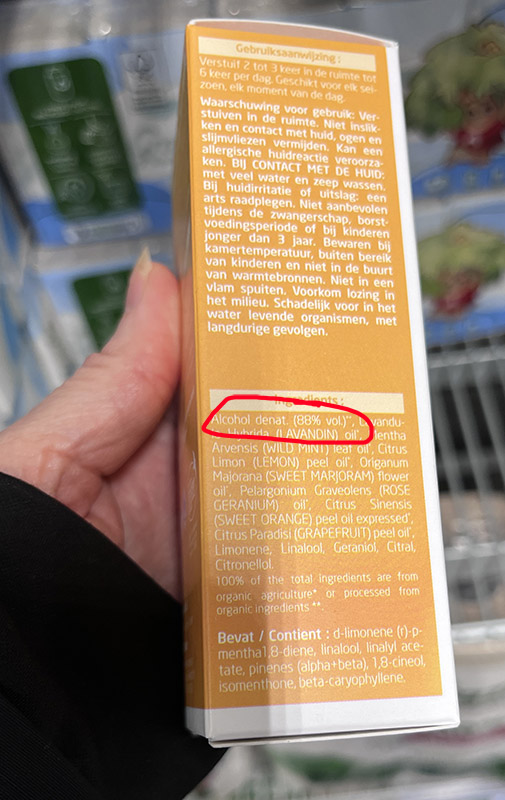 Gebruiksaanwijzing :
Verstuif 2 tot 3 keer in de ruimte tot
6 keer per dag. Geschikt voor elk sei-
zoen, elk moment van de dag.
Waarschuwing voor gebruik: Ver-
stuiven in de ruimte. Niet inslik-
ken en contact met huid, ogen en
slijmvliezen vermijden. Kan een
allergische huidreactie veroorza-
ken. BIJ CONTACT MET DE HUID:
met veel water en zeep wassen.
Bij huidirritatie of uitslag: een
arts raadplegen. Niet aanbevolen
tijdens de zwangerschap, borst-
voedingsperiode of bij kinderen
jonger dan 3 jaar. Bewaren bij
kamertemperatuur, buiten bereik
van kinderen en niet in de buurt
van warmtebronnen. Niet in een
vlam spuiten. Voorkom lozing in
het milieu. Schadelijk voor in het
water levende organismen, met
langdurige gevolgen.
Ingredients :
Alcohol denat. (88% vol.)**, Lavandu-
Hybrida (LAVANDIN) oil*, Mentha
Arvensis (WILD MINT) leaf oil*, Citrus
Limon (LEMON) peel oil*, Origanum
Majorana (SWEET MARJORAM) flower
oil*, Pelargonium Graveolens (ROSE
GERANIUM) oil*, Citrus Sinensis
(SWEET ORANGE) peel oil expressed*,
Citrus Paradisi (GRAPEFRUIT) peel oil*,
Limonene, Linalool, Geraniol, Citral,
Citronellol.
100% of the total ingredients are from
organic agriculture* or processed from
organic ingredients **.
Bevat / Contient : d-limonene (r)-p-
mentha1,8-diene, linalool, linalyl ace-
tate, pinenes (alpha+beta), 1,8-cineol,
isomenthone, beta-caryophyllene.